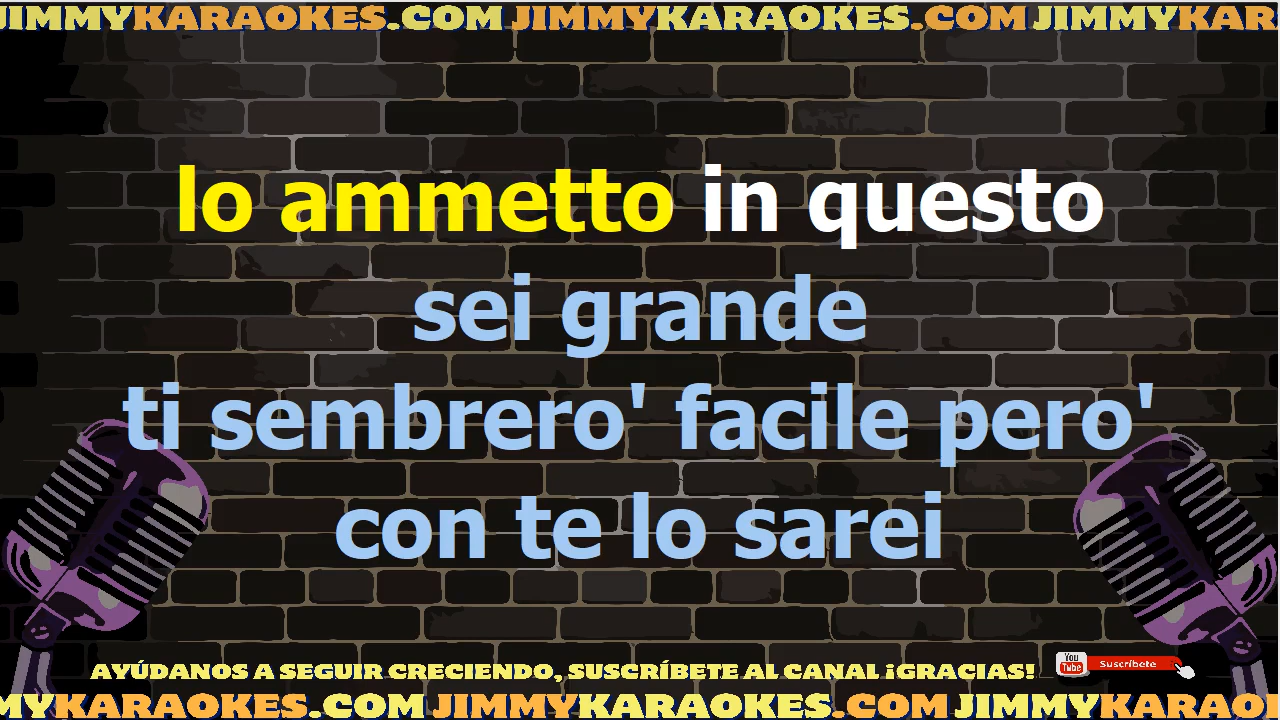 JIMMYKARAOKES.COM JIMMYKARAOKES.COM JIMMYKAR
lo ammetto in questo
sei grande
ti sembrero' facile pero'
con te lo sarei
AYÚDANOS A SEGUIR CRECIENDO, SUSCRÍBETE AL CANAL ¡GRACIAS!
You Tube Suscríbete
MYKARAOKES.COM JIMMYKARAOKES.COM JIMMYKARAO